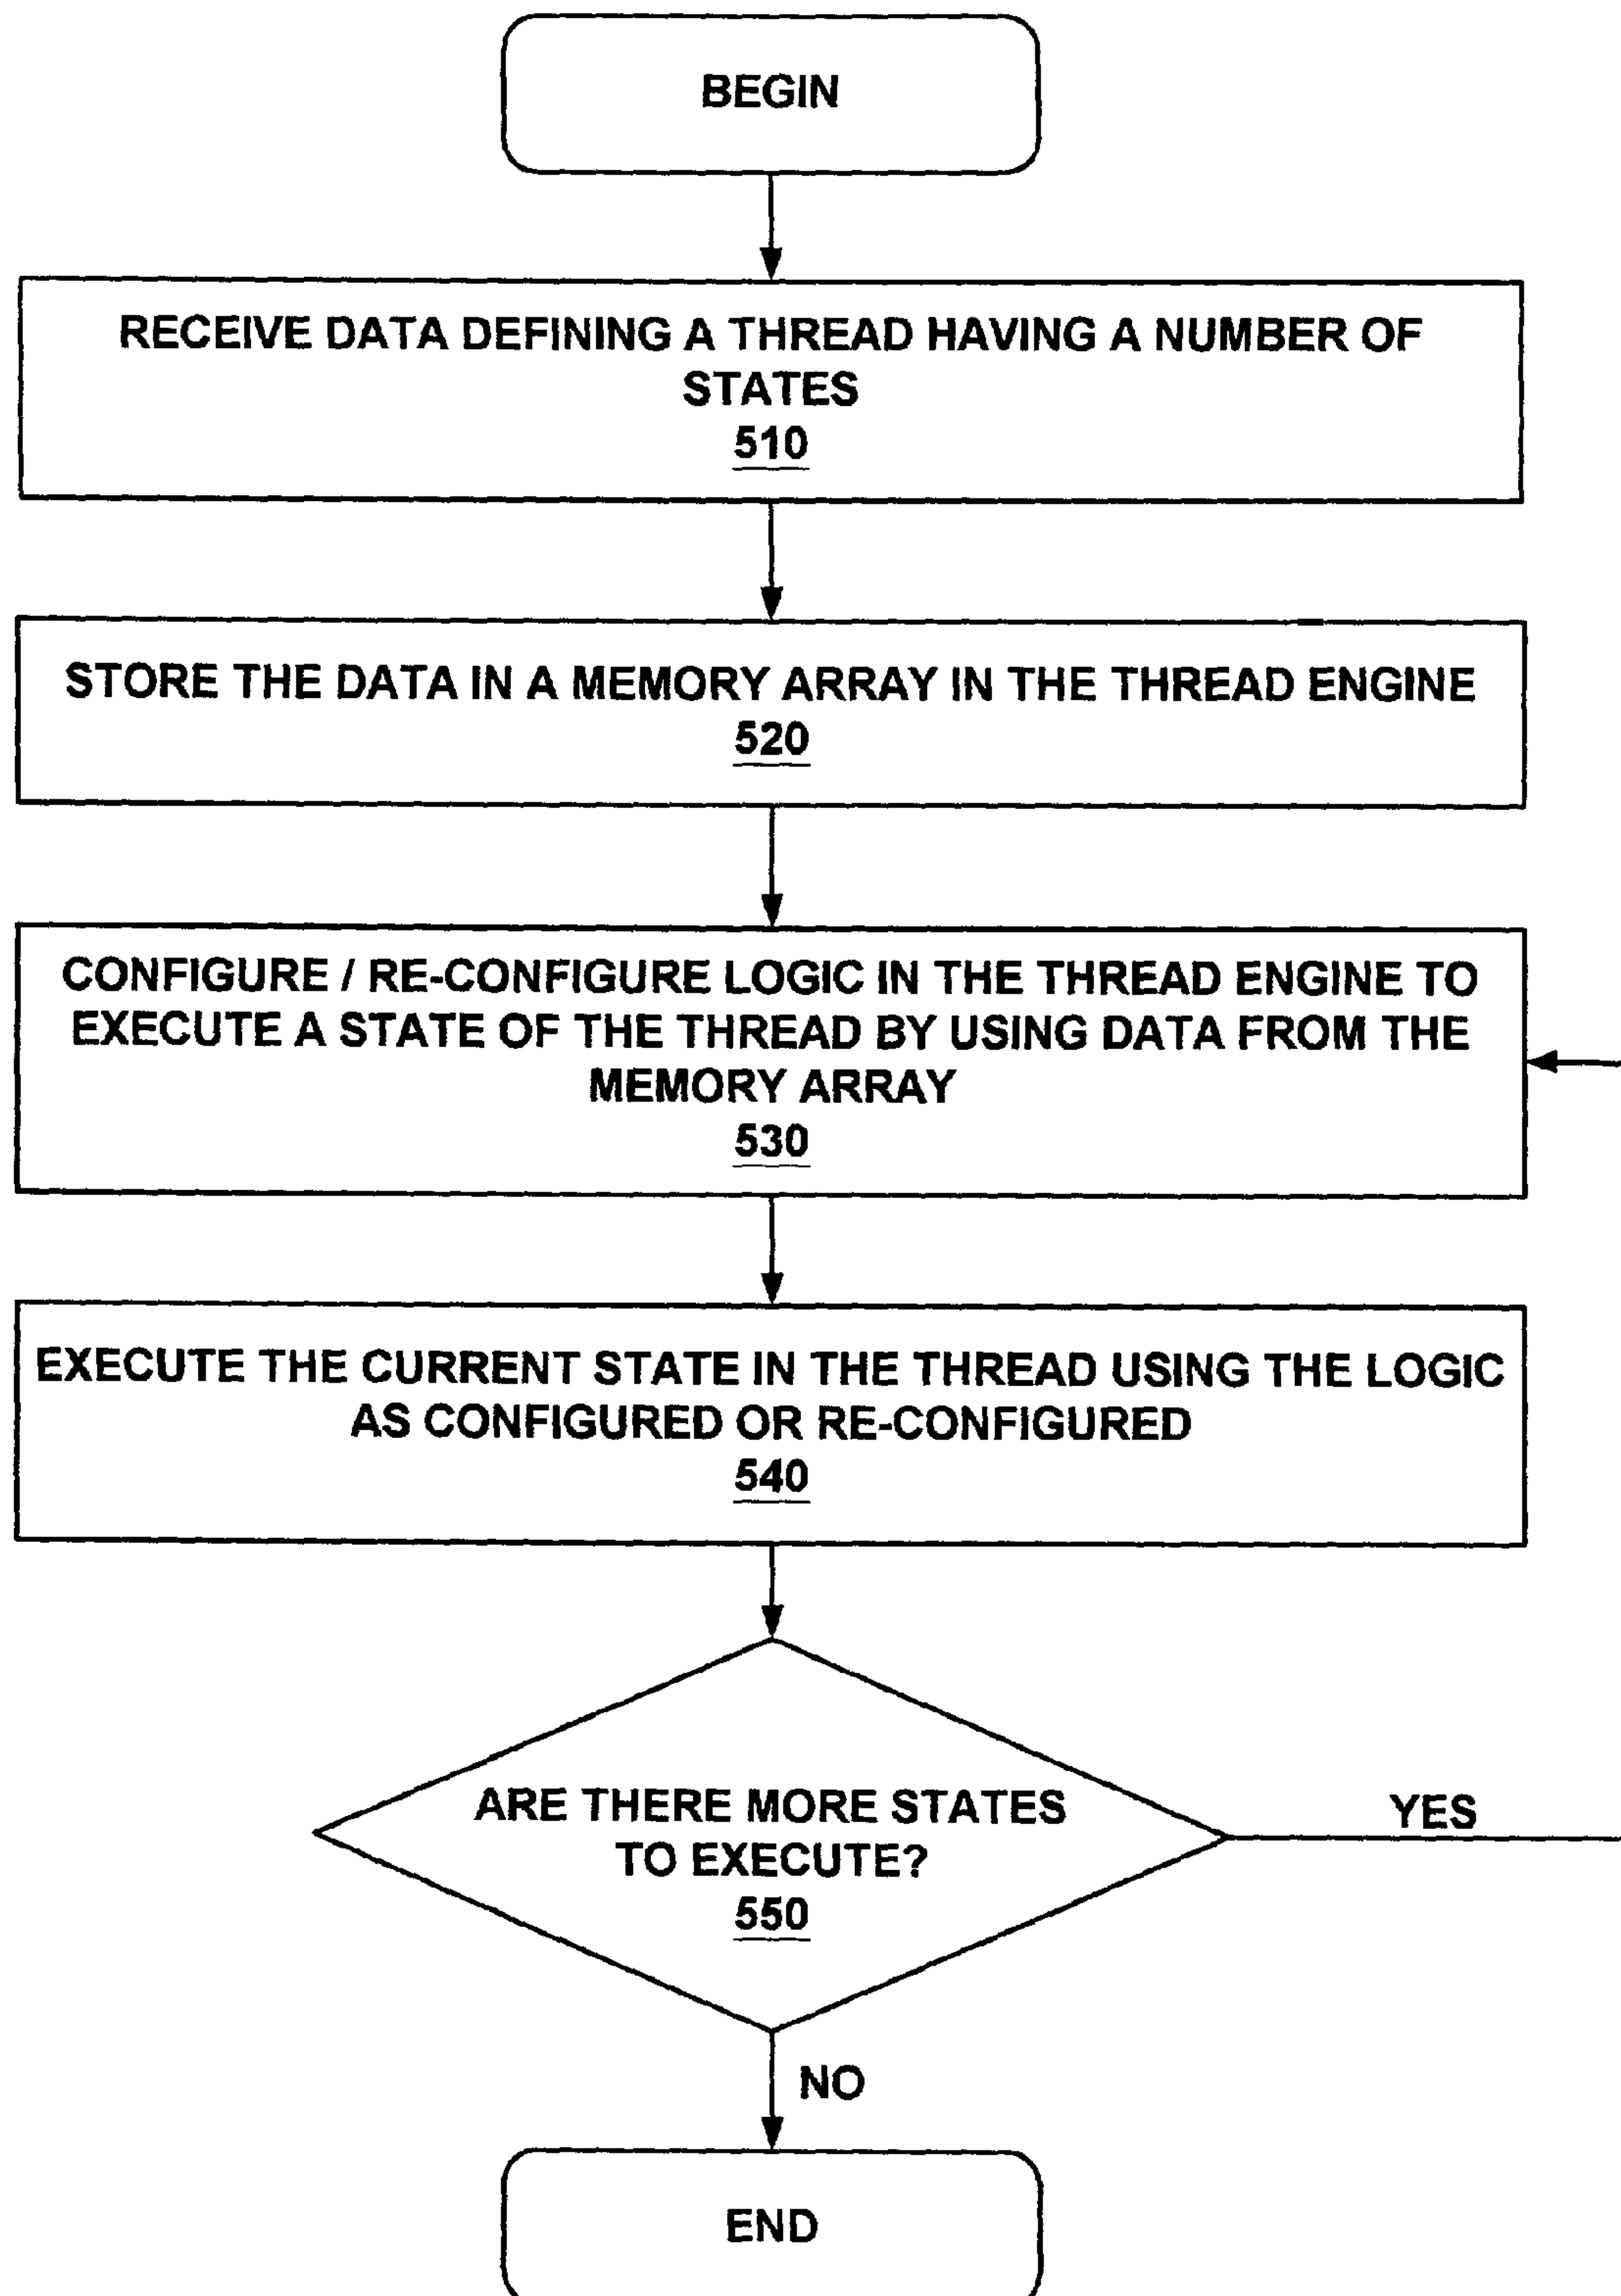 BEGIN
RECEIVE DATA DEFINING A THREAD HAVING A NUMBER OF
STATES
510
STORE THE DATA IN A MEMORY ARRAY IN THE THREAD ENGINE
520
CONFIGURE / RE-CONFIGURE LOGIC IN THE THREAD ENGINE TO
EXECUTE A STATE OF THE THREAD BY USING DATA FROM THE
MEMORY ARRAY
530
EXECUTE THE CURRENT STATE IN THE THREAD USING THE LOGIC
AS CONFIGURED OR RE-CONFIGURED
540
ARE THERE MORE STATES
TO EXECUTE?
550
YES
NO
END